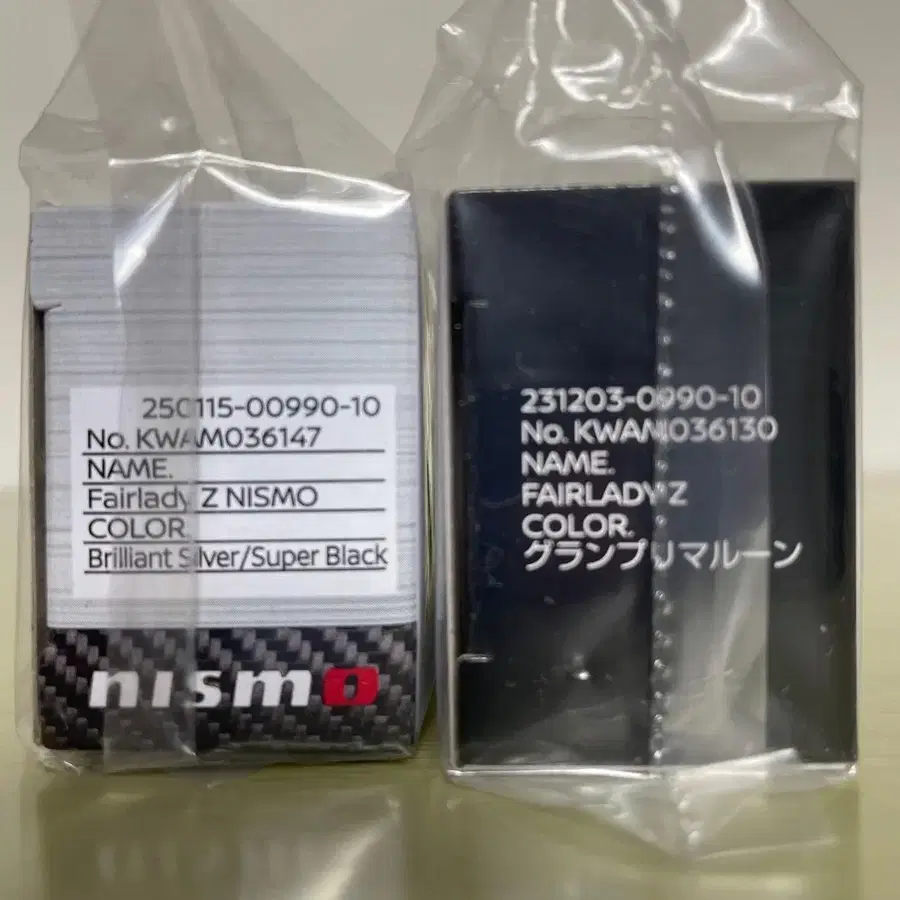 250115-00990-10
No. KWAM036147
NAME.
Fairlady Z NISMO
COLOR.
Brilliant Silver/Super Black
nismo
231203-0990-10
No. KWAM036130
NAME.
FAIRLADY Z
COLOR.
グランプリマルーン